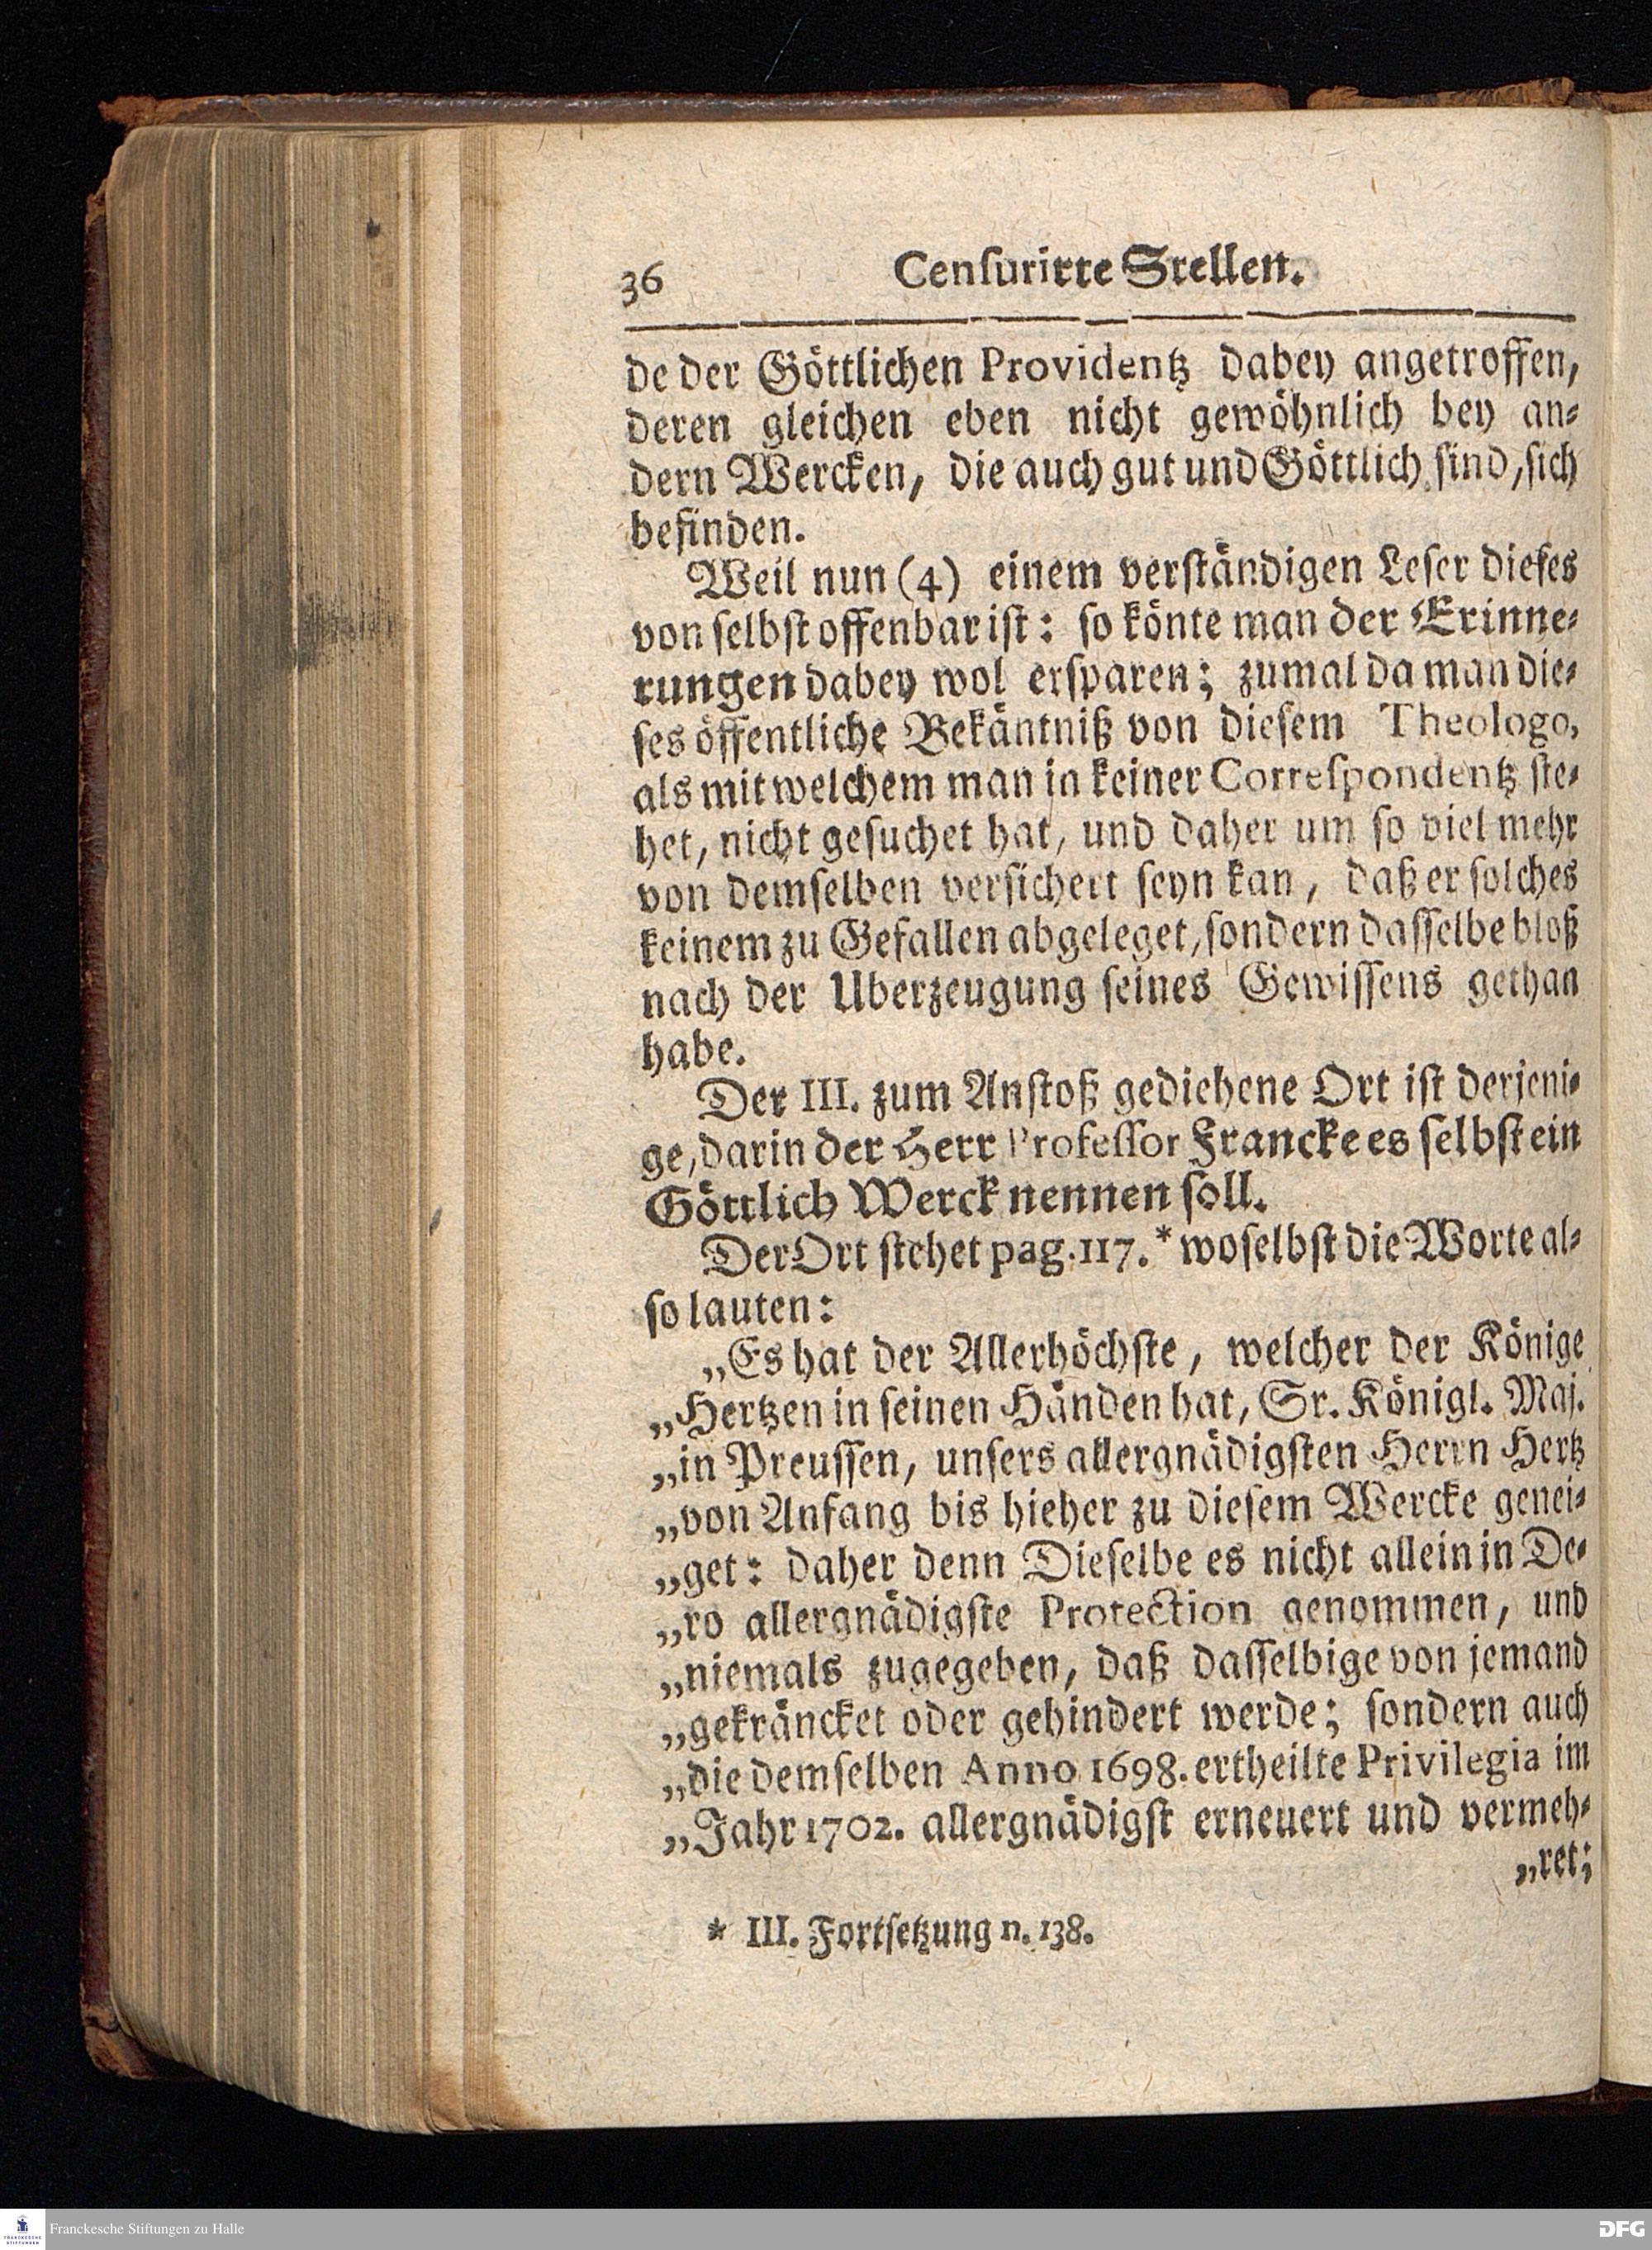 36 Censurirte Stellen.
de der Göttlichen Providentz dabey angetroffen,
deren gleichen eben nicht gewöhnlich bey an-
dern Wercken, die auch gut und Göttlich sind, sich
befinden.
Weil nun (4) einem verständigen Leser dieses
von selbst offenbar ist: so könte man der Erinne-
rungen dabey wol ersparen; zumal da man die-
ses öffentliche Bekäntniß von diesem Theologo,
als mit welchem man in keiner Correspondentz ste-
het, nicht gesuchet hat, und daher um so viel mehr
von demselben versichert seyn kan, daß er solches
keinem zu Gefallen abgeleget, sondern dasselbe bloß
nach der Uberzeugung seines Gewissens gethan
habe.
Der III. zum Anstoß gediehene Ort ist derjeni-
ge, darin der Herr Professor Francke es selbst ein
Göttlich Werck nennen soll.
Der Ort stehet pag. 117.* woselbst die Worte al-
so lauten:
„Es hat der Allerhöchste, welcher der Könige
„Hertzen in seinen Händen hat, Sr. Königl. Maj.
„in Preussen, unsers allergnädigsten Herrn Hertz
„von Anfang bis hieher zu diesem Wercke genei-
„get: daher denn Dieselbe es nicht allein in De-
„ro allergnädigste Protection genommen, und
„niemals zugegeben, daß dasselbige von jemand
„gekräncket oder gehindert werde; sondern auch
„die demselben Anno 1698. ertheilte Privilegia im
„Jahr 1702. allergnädigst erneuert und vermeh-
„ret;
* III. Fortsetzung n. 138.
FRANCKESCHE STIFTUNGEN
Franckesche Stiftungen zu Halle
DFG